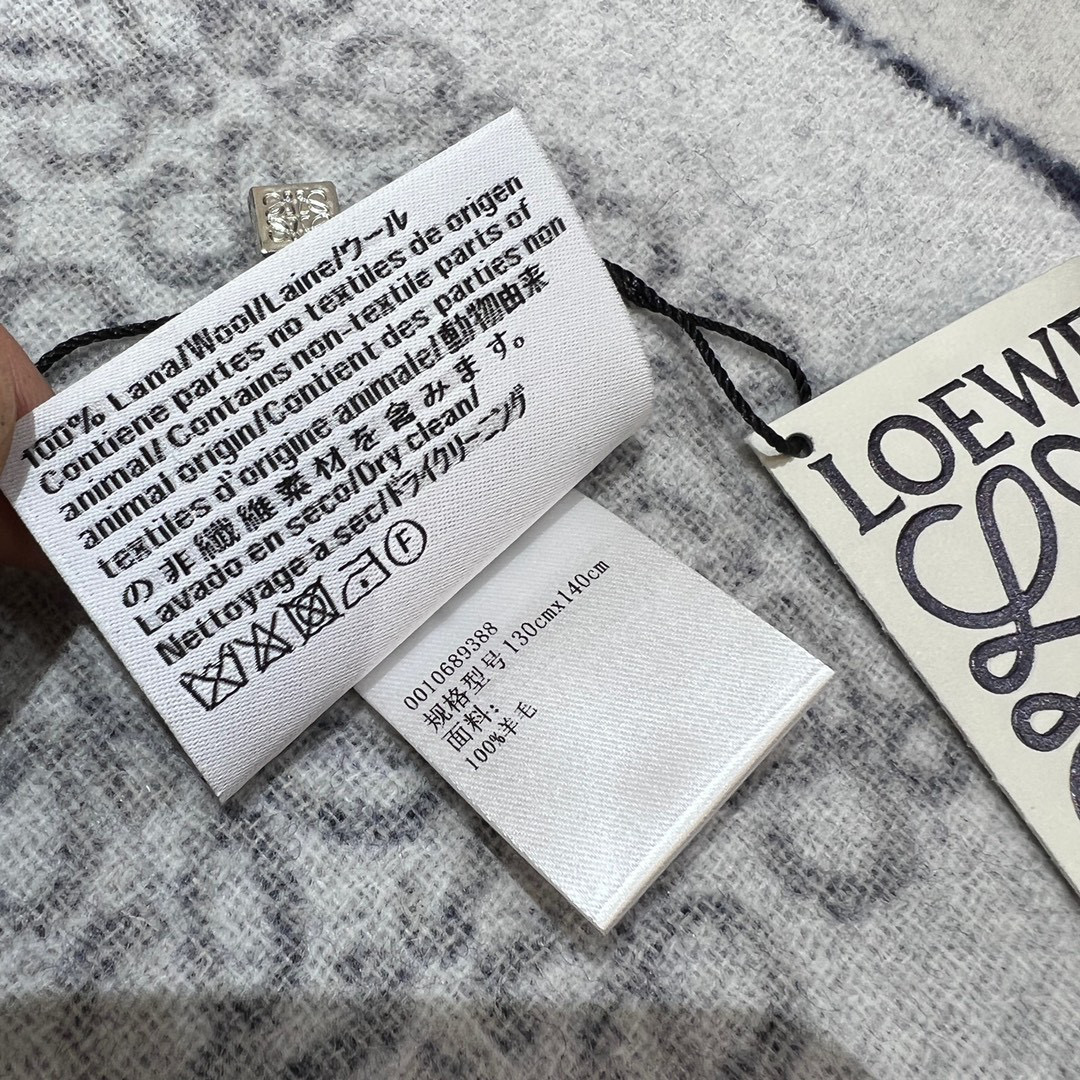 100% Lana/Wool/Laine/ウール
Contiene partes no textiles de origen
animal/ Contains non-textile parts of
animal origin/Contient des parties non
textiles d'origine animale/動物由来
の非繊維素材を含みます。
Lavado en seco/Dry clean/
Nettoyage à sec/ドライクリーニング
F
0010689388
规格型号 130cmx140cm
面料:
100%羊毛
LOEWE